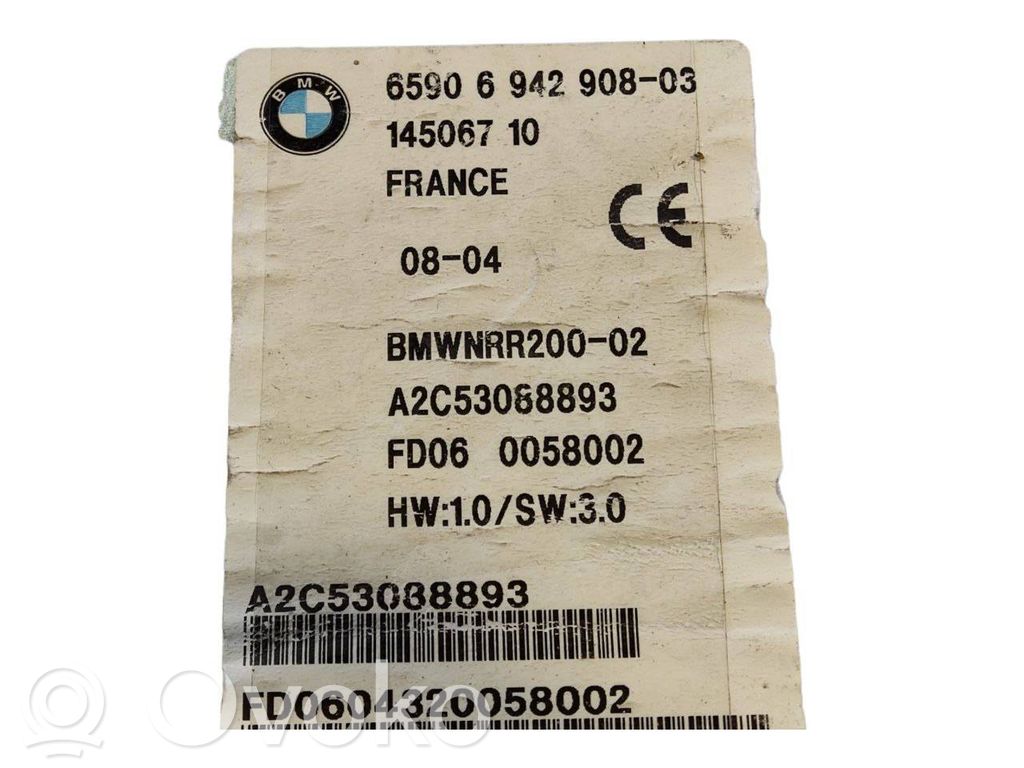 BMW
6590 6 942 908-03
145067 10
FRANCE
CE
08-04
BMWNRR200-02
A2C53088893
FD06 0058002
HW:1.0/SW:3.0
A2C53088893
FD0604320058002
Ovoko